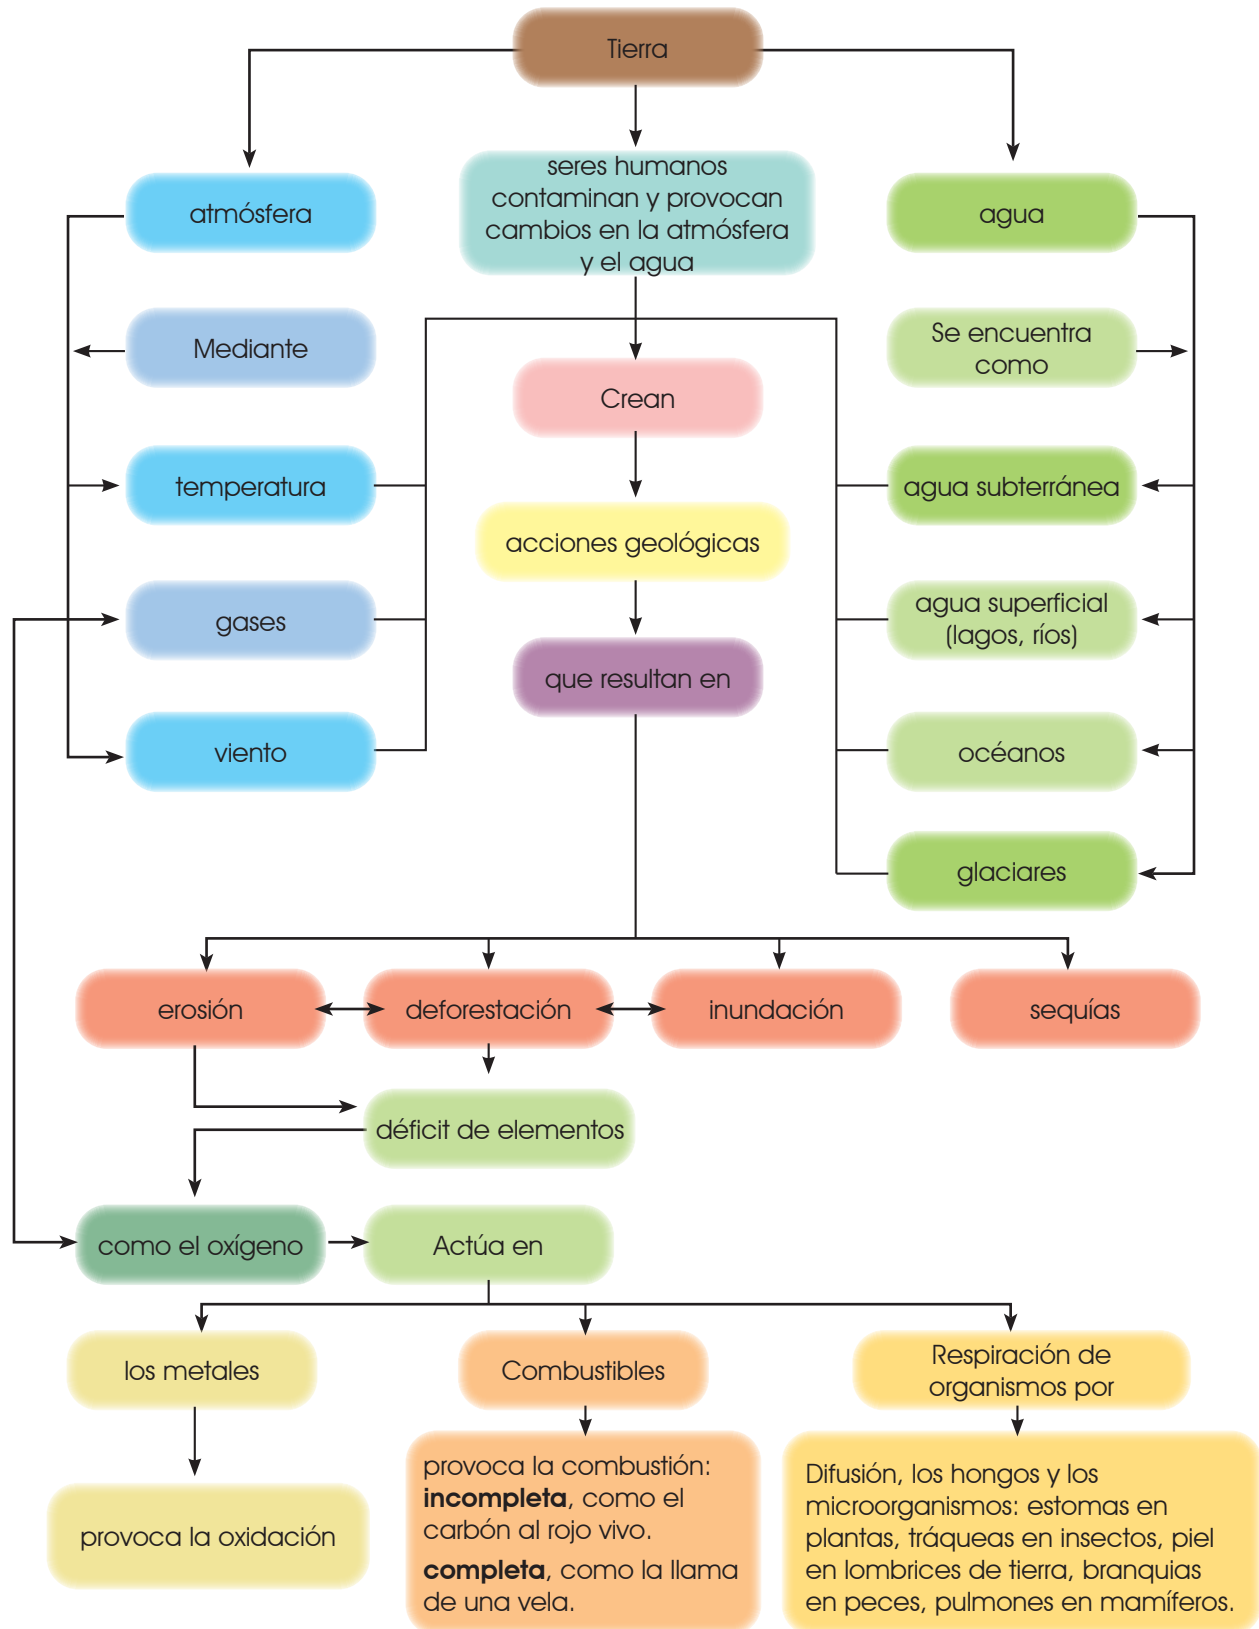 Tierra
atmósfera
seres humanos
contaminan y provocan
cambios en la atmósfera
y el agua
agua
Mediante
Se encuentra
como
Crean
temperatura
agua subterránea
acciones geológicas
gases
agua superficial
(lagos, ríos)
que resultan en
viento
océanos
glaciares
erosión
deforestación
inundación
sequías
déficit de elementos
como el oxígeno
Actúa en
los metales
Combustibles
Respiración de
organismos por
provoca la oxidación
provoca la combustión:
incompleta, como el
carbón al rojo vivo.
completa, como la llama
de una vela.
Difusión, los hongos y los
microorganismos: estomas en
plantas, tráqueas en insectos, piel
en lombrices de tierra, branquias
en peces, pulmones en mamíferos.